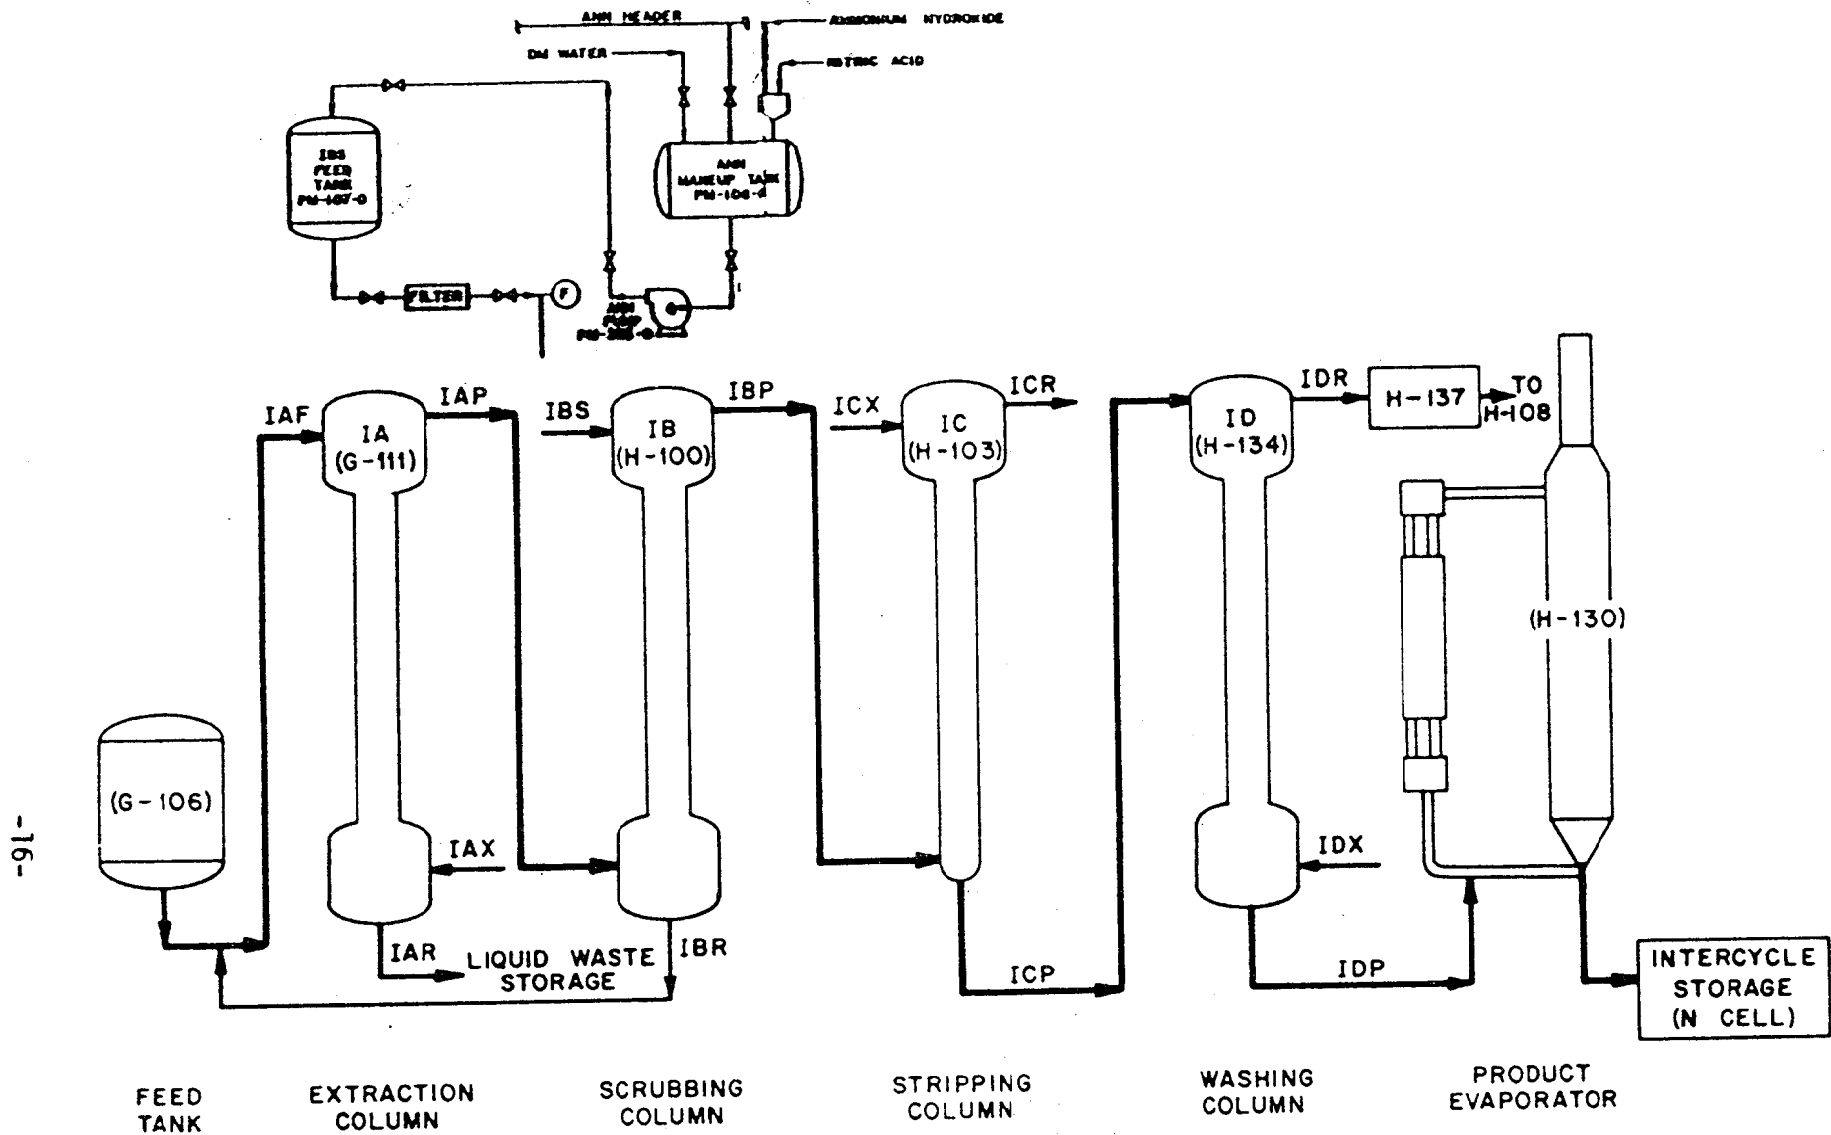 ANN HEADER
AMMONIUM HYDROXIDE
DM WATER
NITRIC ACID
IBS
FEED
TANK
PM-107-0
ANN
MAKEUP TANK
FILTER
F
ANN
PUMP
IAF
IAP
IBS
IBP
ICX
ICR
IDR
H-137
TO
H-108
IA
(G-111)
IB
(H-100)
IC
(H-103)
ID
(H-134)
(H-130)
(G-106)
IAX
IDX
IAR
LIQUID WASTE
STORAGE
IBR
ICP
IDP
INTERCYCLE
STORAGE
(N CELL)
-16-
FEED
TANK
EXTRACTION
COLUMN
SCRUBBING
COLUMN
STRIPPING
COLUMN
WASHING
COLUMN
PRODUCT
EVAPORATOR